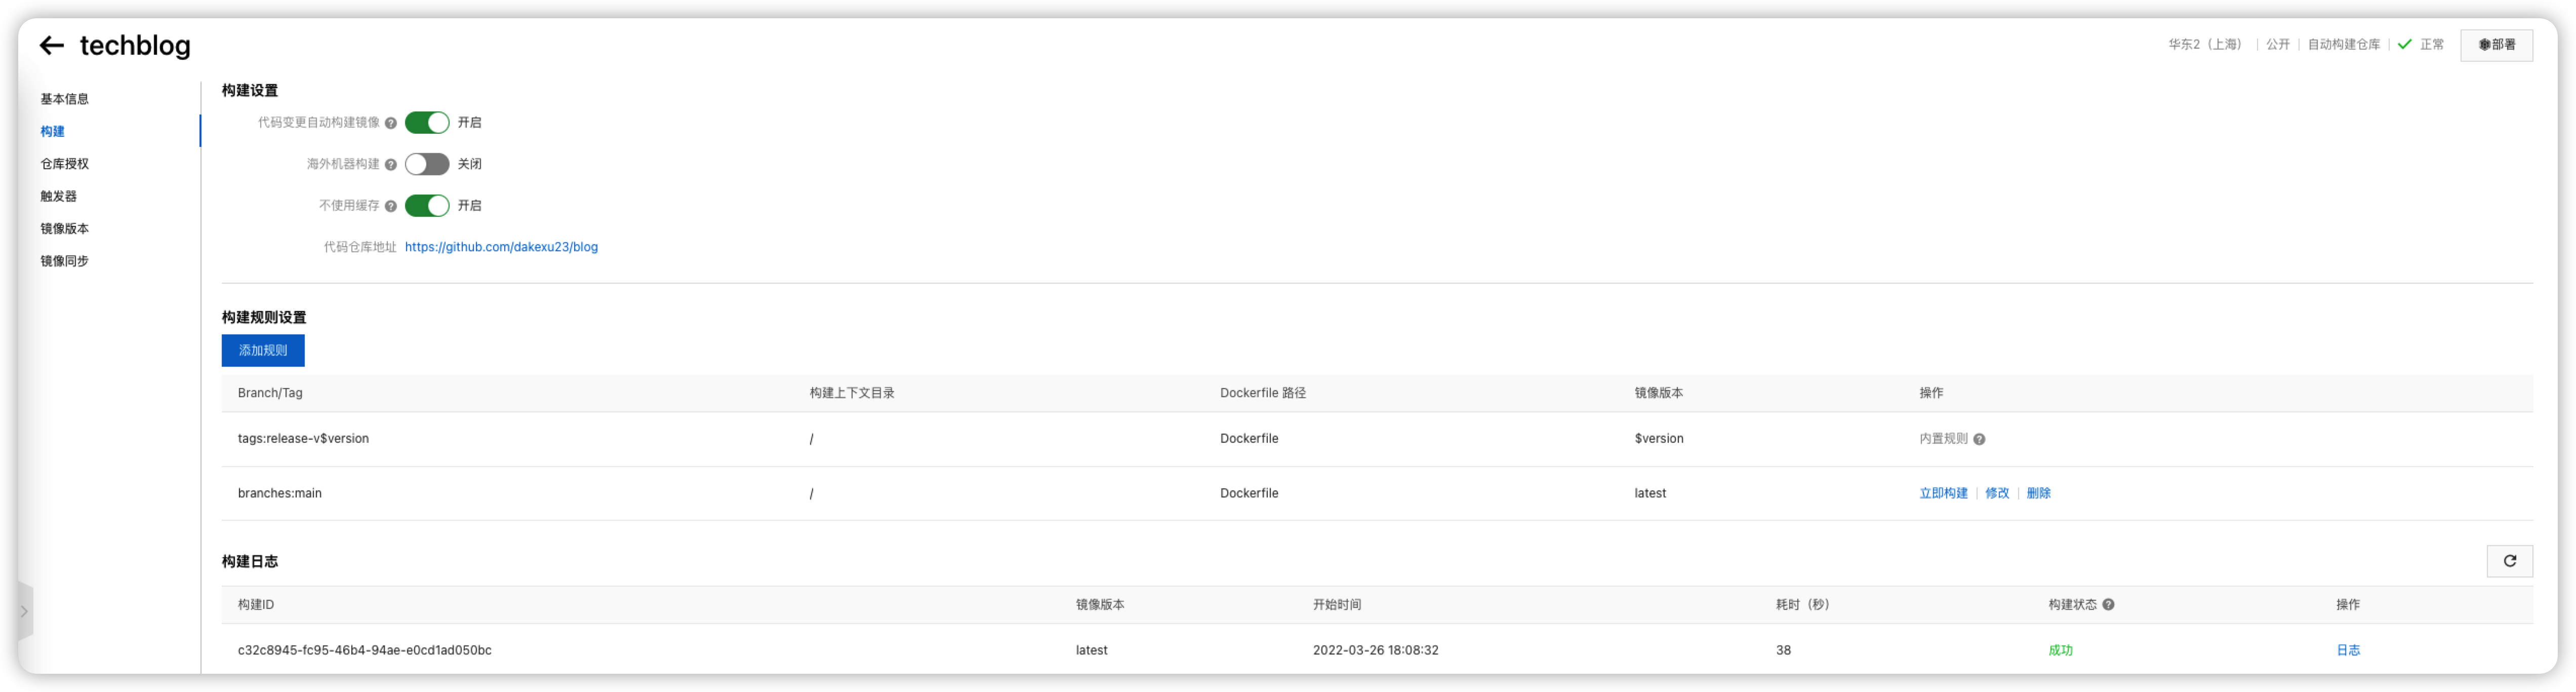 techblog
华东2（上海） | 公开 | 自动构建仓库 | 正常 部署
基本信息
构建
仓库授权
触发器
镜像版本
镜像同步
构建设置
代码变更自动构建镜像 开启
海外机器构建 关闭
不使用缓存 开启
代码仓库地址 https://github.com/dakexu23/blog
构建规则设置
添加规则
Branch/Tag 构建上下文目录 Dockerfile 路径 镜像版本 操作
tags:release-v$version / Dockerfile $version 内置规则
branches:main / Dockerfile latest 立即构建 | 修改 | 删除
构建日志
构建ID 镜像版本 开始时间 耗时（秒） 构建状态 操作
c32c8945-fc95-46b4-94ae-e0cd1ad050bc latest 2022-03-26 18:08:32 38 成功 日志